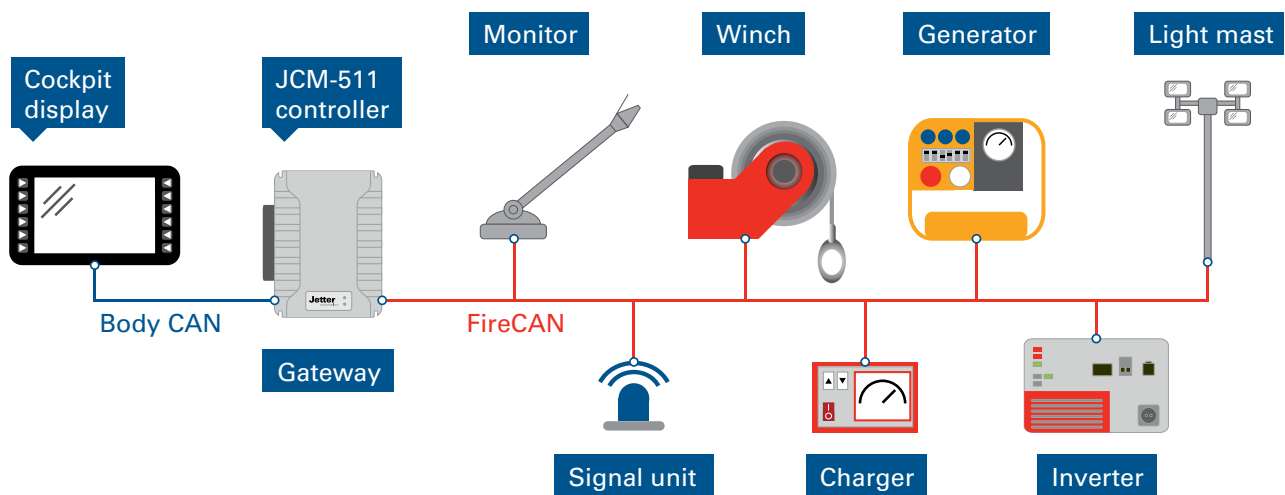 Monitor
Winch
Generator
Light mast
Cockpit
display
JCM-511
controller
Jetter
Body CAN
FireCAN
Gateway
Signal unit
Charger
Inverter